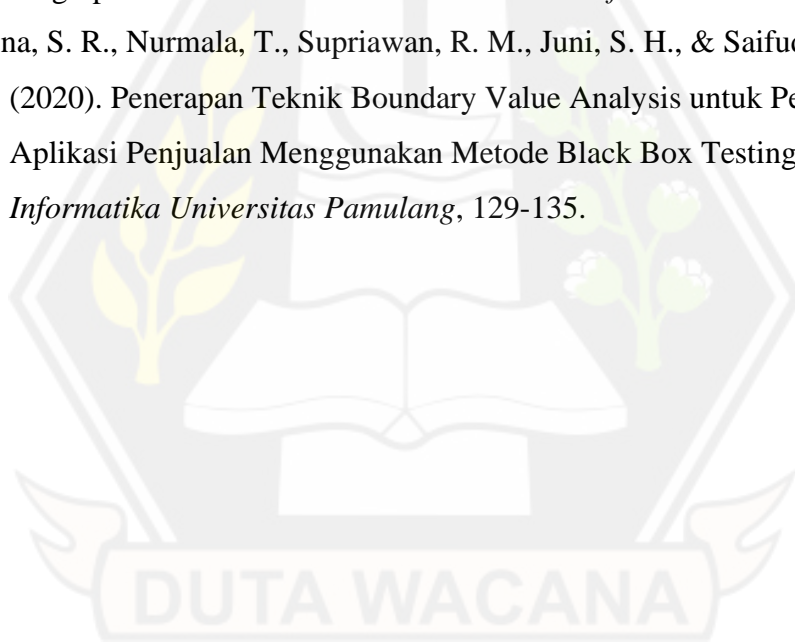 na, S. R., Nurmala, T., Supriawan, R. M., Juni, S. H., & Saifud
(2020). Penerapan Teknik Boundary Value Analysis untuk Pe
Aplikasi Penjualan Menggunakan Metode Black Box Testing
Informatika Universitas Pamulang, 129-135.
DUTA WACANA